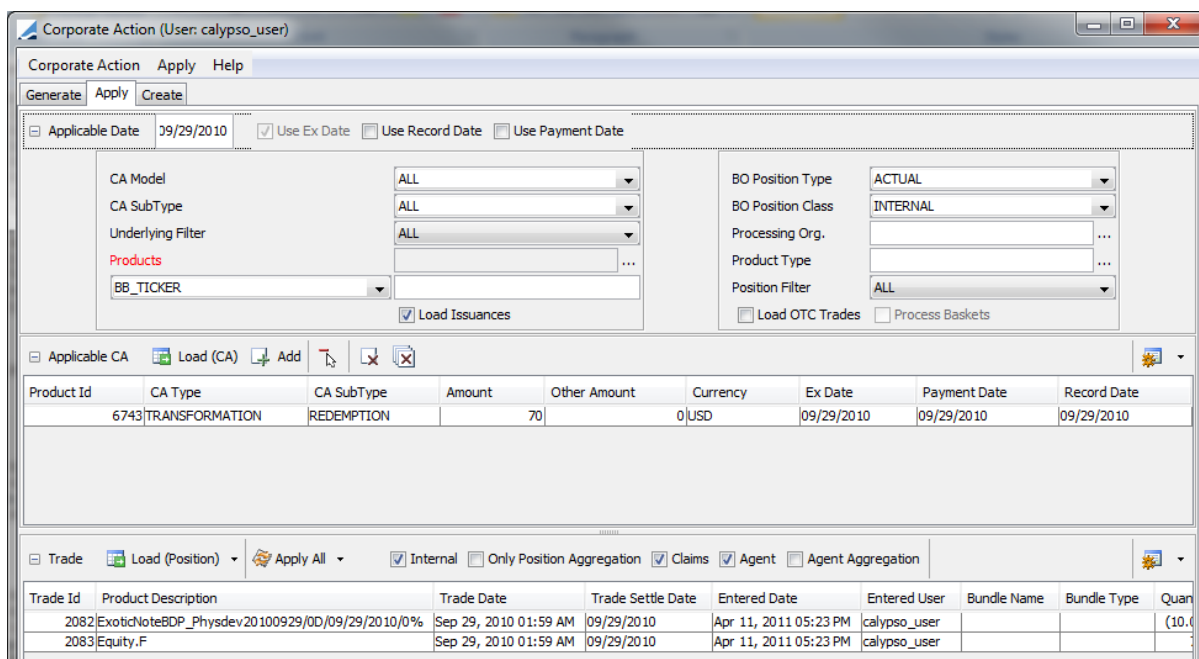 Corporate Action (User: calypso_user)
Corporate Action Apply Help
Generate Apply Create
Applicable Date 09/29/2010 Use Ex Date Use Record Date Use Payment Date
CA Model ALL BO Position Type ACTUAL
CA SubType ALL BO Position Class INTERNAL
Underlying Filter ALL Processing Org. ...
Products ... Product Type ...
BB_TICKER Position Filter ALL
Load Issuances Load OTC Trades Process Baskets
Applicable CA Load (CA) Add
Product Id CA Type CA SubType Amount Other Amount Currency Ex Date Payment Date Record Date
6743 TRANSFORMATION REDEMPTION 70 0 USD 09/29/2010 09/29/2010 09/29/2010
Trade Load (Position) Apply All Internal Only Position Aggregation Claims Agent Agent Aggregation
Trade Id Product Description Trade Date Trade Settle Date Entered Date Entered User Bundle Name Bundle Type Quan
2082 ExoticNoteBDP_Physdev20100929/0D/09/29/2010/0% Sep 29, 2010 01:59 AM 09/29/2010 Apr 11, 2011 05:23 PM calypso_user (10.0
2083 Equity.F Sep 29, 2010 01:59 AM 09/29/2010 Apr 11, 2011 05:23 PM calypso_user